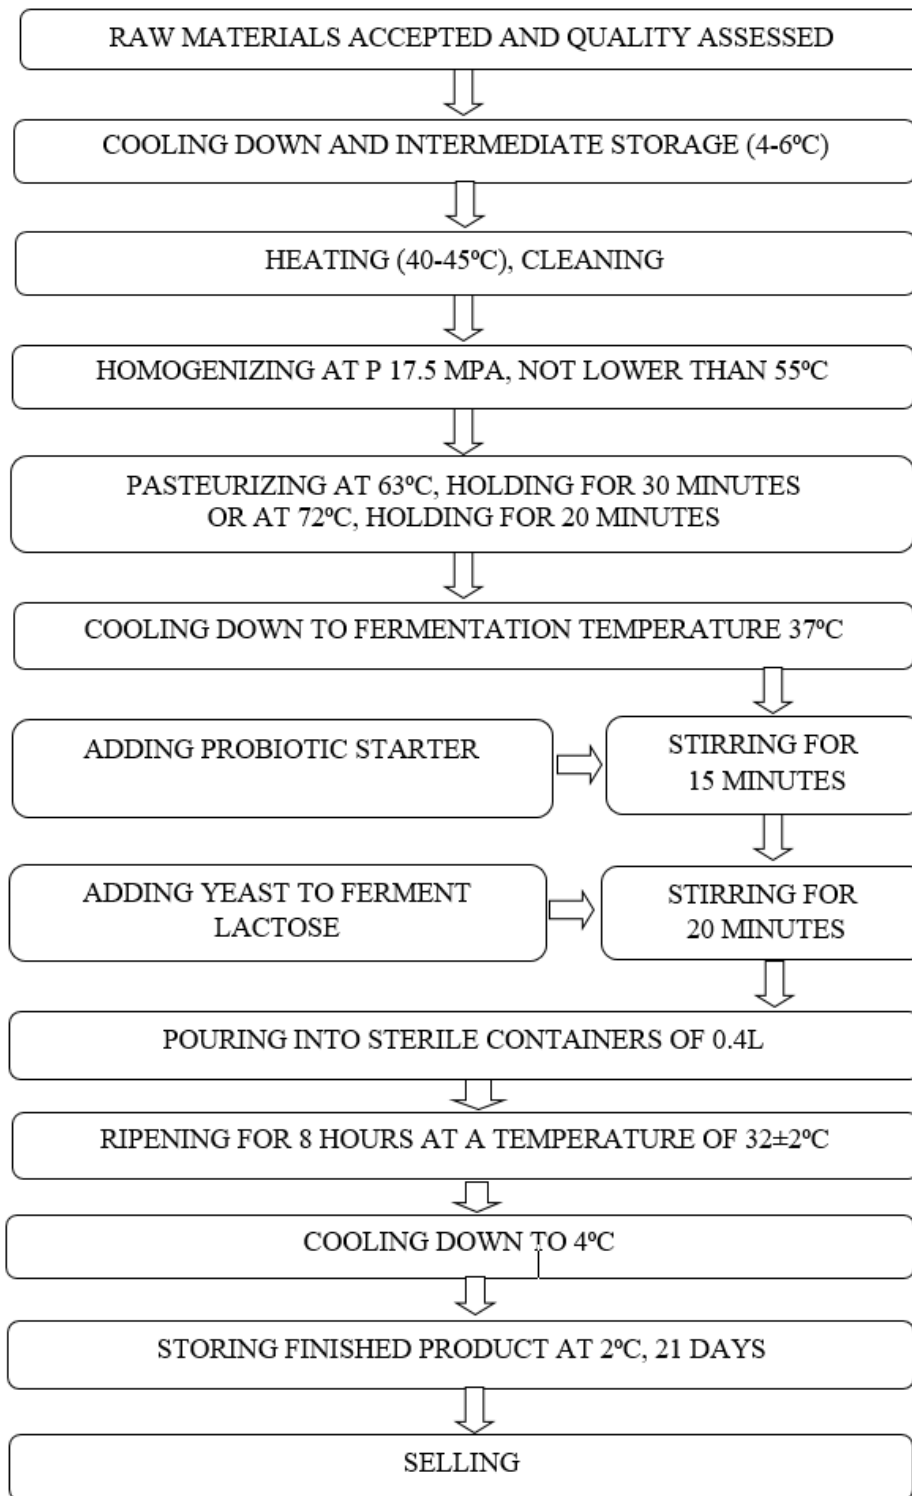 RAW MATERIALS ACCEPTED AND QUALITY ASSESSED
COOLING DOWN AND INTERMEDIATE STORAGE (4-6ºC)
HEATING (40-45ºC), CLEANING
HOMOGENIZING AT P 17.5 MPA, NOT LOWER THAN 55ºC
PASTEURIZING AT 63ºC, HOLDING FOR 30 MINUTES
OR AT 72ºC, HOLDING FOR 20 MINUTES
COOLING DOWN TO FERMENTATION TEMPERATURE 37ºC
ADDING PROBIOTIC STARTER
STIRRING FOR
15 MINUTES
ADDING YEAST TO FERMENT
LACTOSE
STIRRING FOR
20 MINUTES
POURING INTO STERILE CONTAINERS OF 0.4L
RIPENING FOR 8 HOURS AT A TEMPERATURE OF 32±2ºC
COOLING DOWN TO 4ºC
STORING FINISHED PRODUCT AT 2ºC, 21 DAYS
SELLING